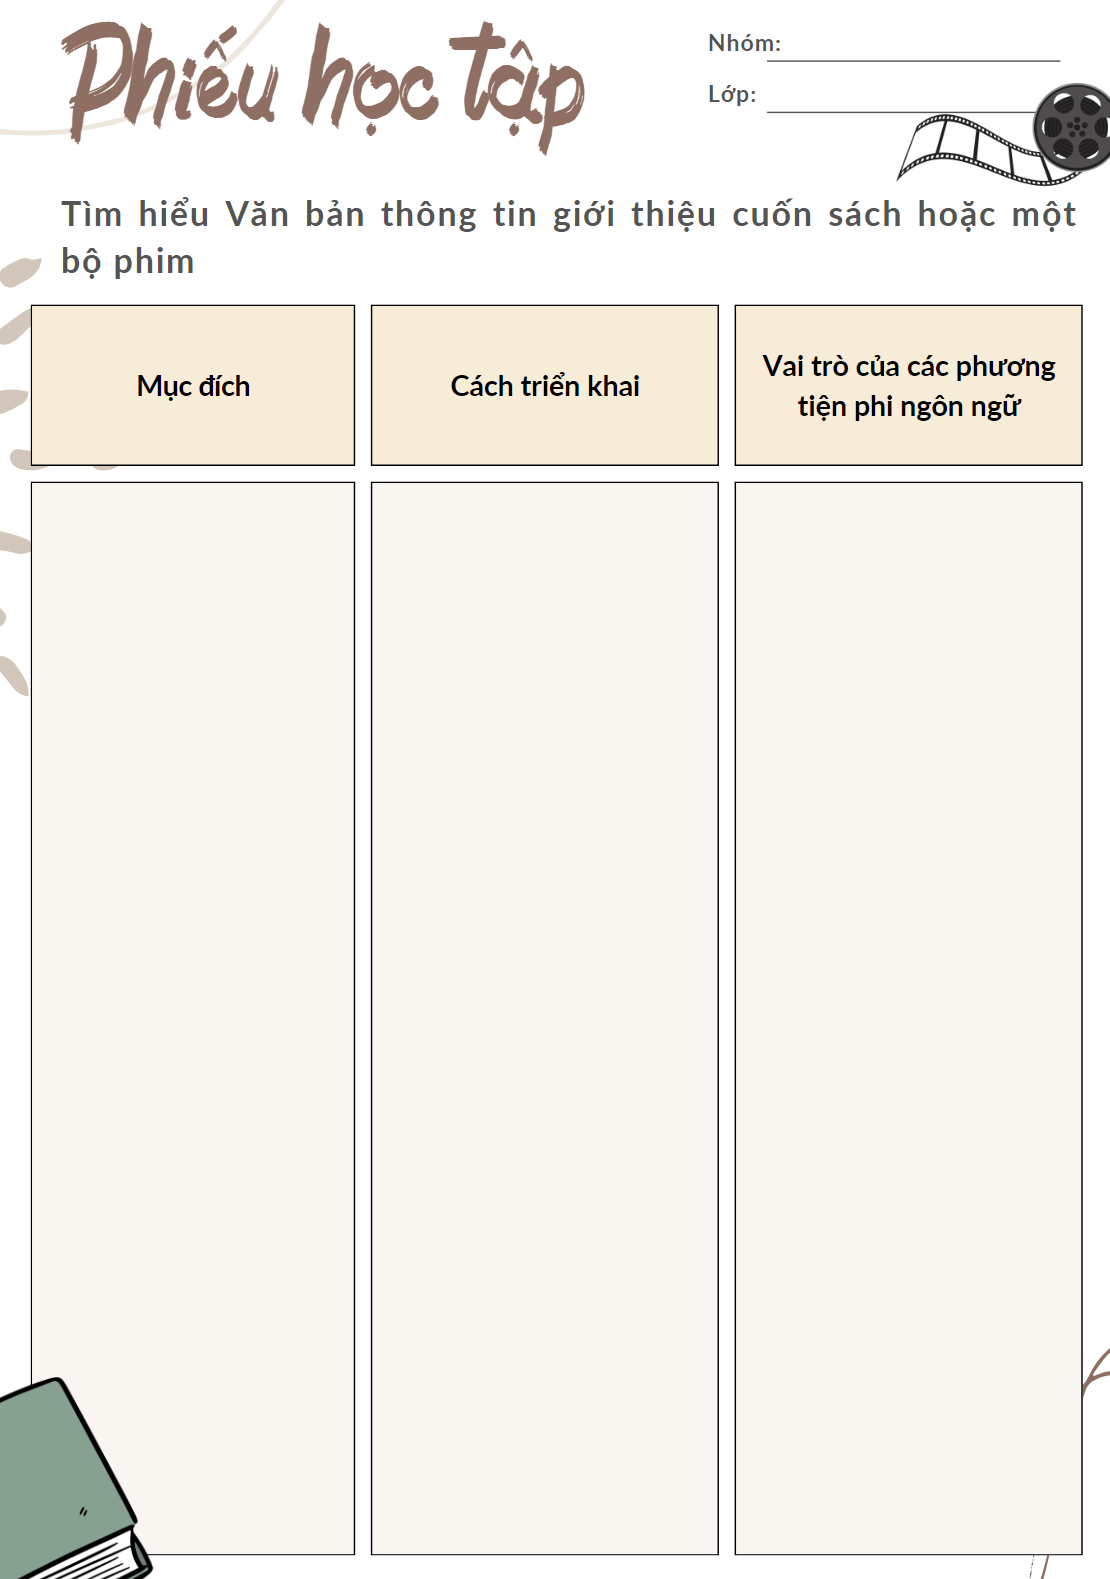 Phiếu học tập
Nhóm:
Lớp:
Tìm hiểu Văn bản thông tin giới thiệu cuốn sách hoặc một
bộ phim
Mục đích
Cách triển khai
Vai trò của các phương
tiện phi ngôn ngữ